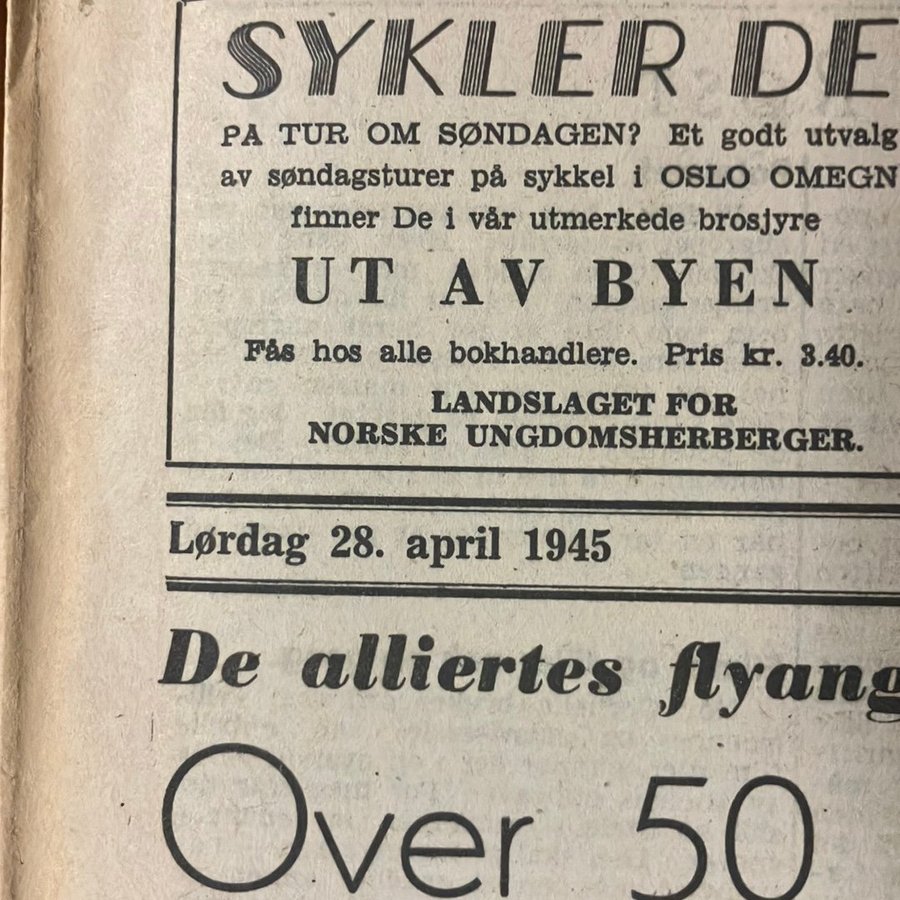 SYKLER DE
PA TUR OM SØNDAGEN? Et godt utvalg
av søndagsturer på sykkel i OSLO OMEGN
finner De i vår utmerkede brosjyre
UT AV BYEN
Fås hos alle bokhandlere. Pris kr. 3.40.
LANDSLAGET FOR
NORSKE UNGDOMSHERBERGER.
Lørdag 28. april 1945
De alliertes flyang
Over 50